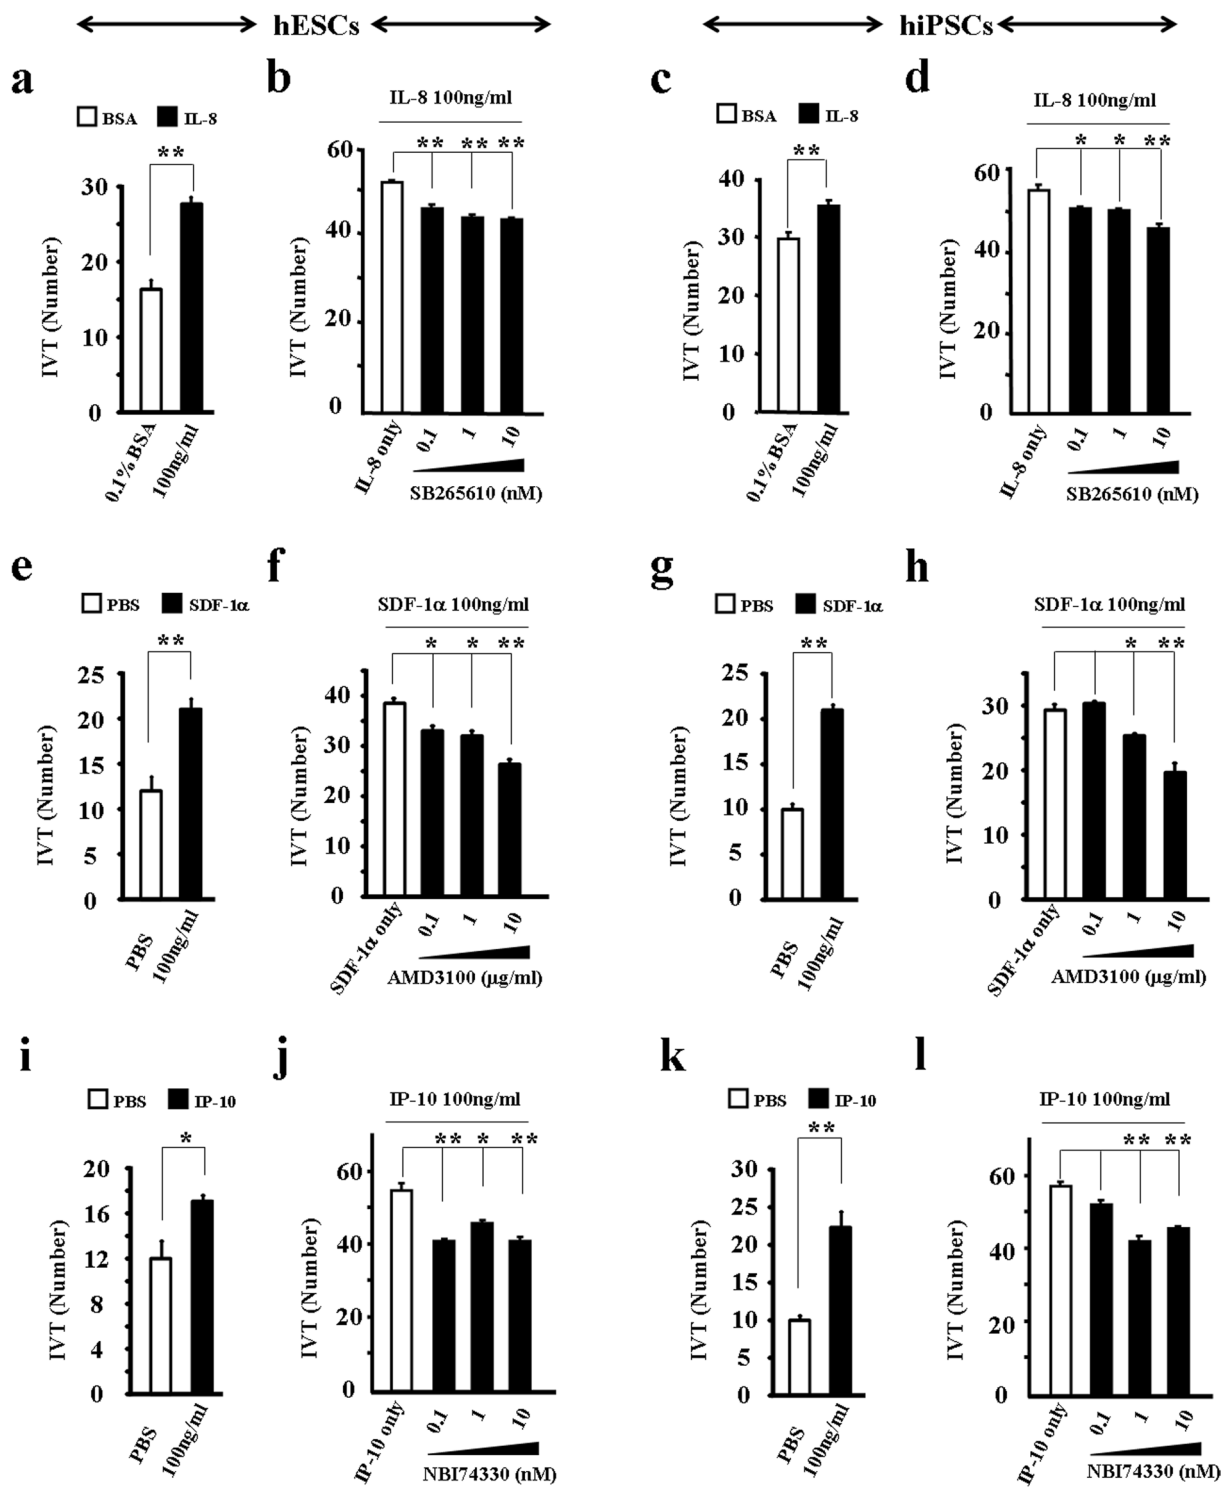 hESCs
hiPSCs
a
BSA IL-8
**
30
20
10
0
IVT (Number)
0.1% BSA
100ng/ml
b
IL-8 100ng/ml
** ** **
60
40
20
0
IVT (Number)
IL-8 only
0.1
1
10
SB265610 (nM)
c
BSA IL-8
**
40
30
20
10
0
IVT (Number)
0.1% BSA
100ng/ml
d
IL-8 100ng/ml
* * **
60
40
20
0
IVT (Number)
IL-8 only
0.1
1
10
SB265610 (nM)
e
PBS SDF-1α
**
25
20
15
10
5
0
IVT (Number)
PBS
100ng/ml
f
SDF-1α 100ng/ml
* * **
40
30
20
10
0
IVT (Number)
SDF-1α only
0.1
1
10
AMD3100 (μg/ml)
g
PBS SDF-1α
**
25
20
15
10
5
0
IVT (Number)
PBS
100ng/ml
h
SDF-1α 100ng/ml
* **
30
20
10
0
IVT (Number)
SDF-1α only
0.1
1
10
AMD3100 (μg/ml)
i
PBS IP-10
*
20
16
12
8
4
0
IVT (Number)
PBS
100ng/ml
j
IP-10 100ng/ml
** * **
60
40
20
0
IVT (Number)
IP-10 only
0.1
1
10
NBI74330 (nM)
k
PBS IP-10
**
30
25
20
15
10
5
0
IVT (Number)
PBS
100ng/ml
l
IP-10 100ng/ml
** **
60
40
20
0
IVT (Number)
IP-10 only
0.1
1
10
NBI74330 (nM)